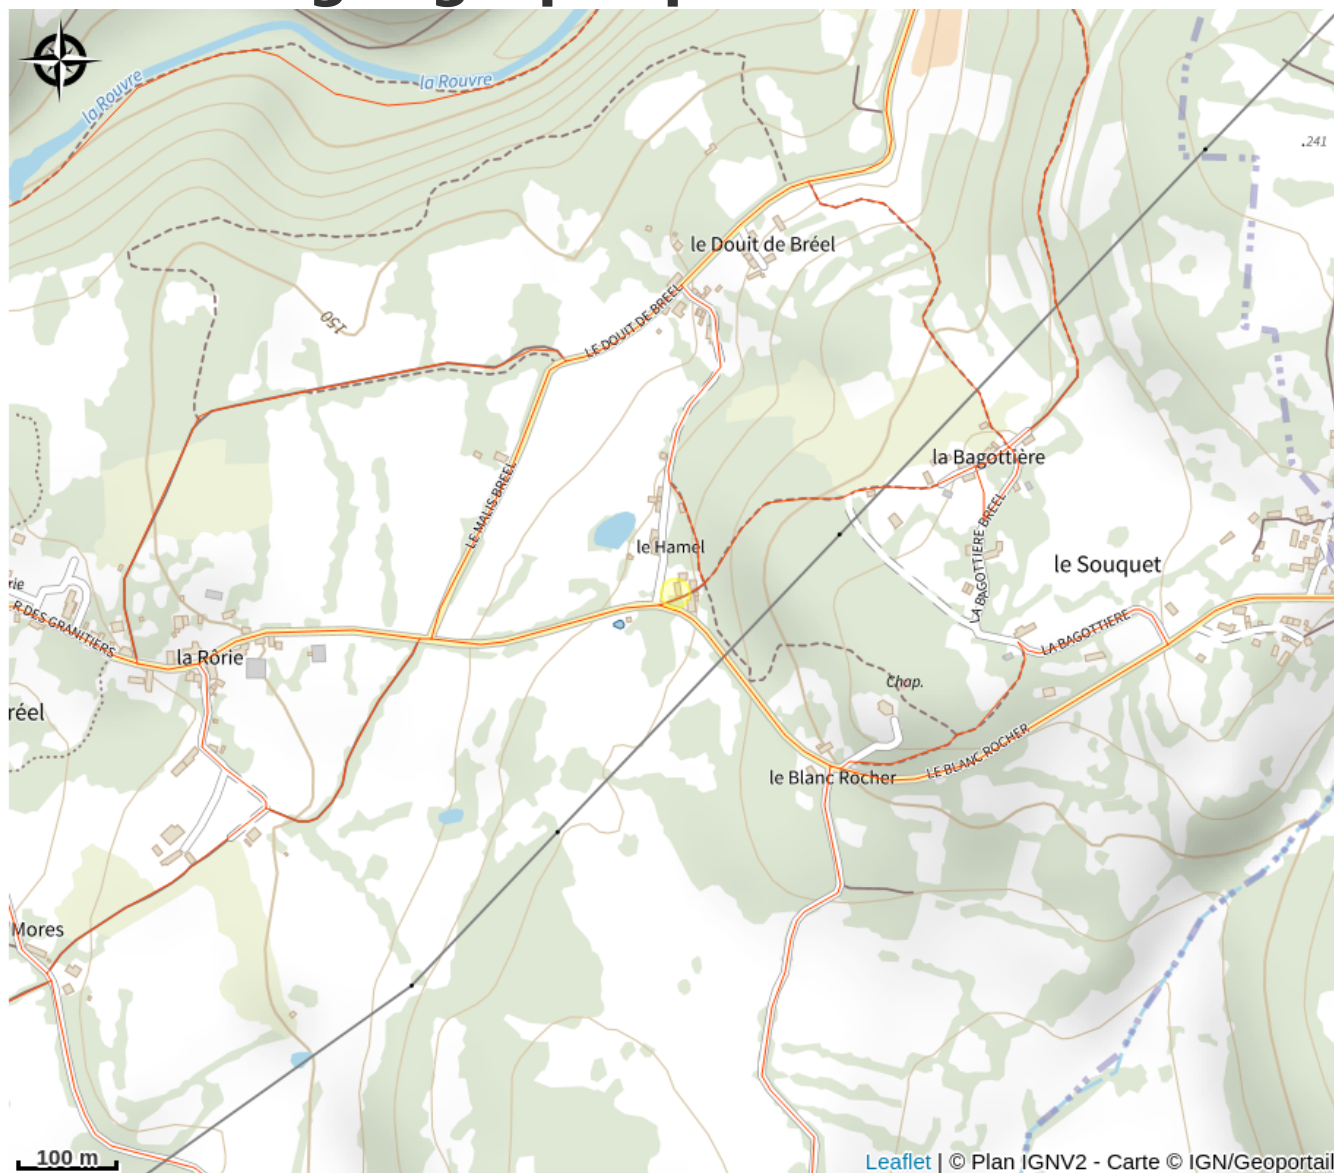 la Rouvre
la Rouvre
.241
le Douit de Bréel
150
LE DOUIT DE BREEL
la Bagottière
LE MALIS BREEL
LA BAGOTTIERE BREEL
le Hamel
le Souquet
rie
R DES GRANITIERS
LA BAGOTTIERE
la Rôrie
Chap.
réel
LE BLANC ROCHER
le Blanc Rocher
Mores
100 m
Leaflet | © Plan IGNV2 - Carte © IGN/Geoportail